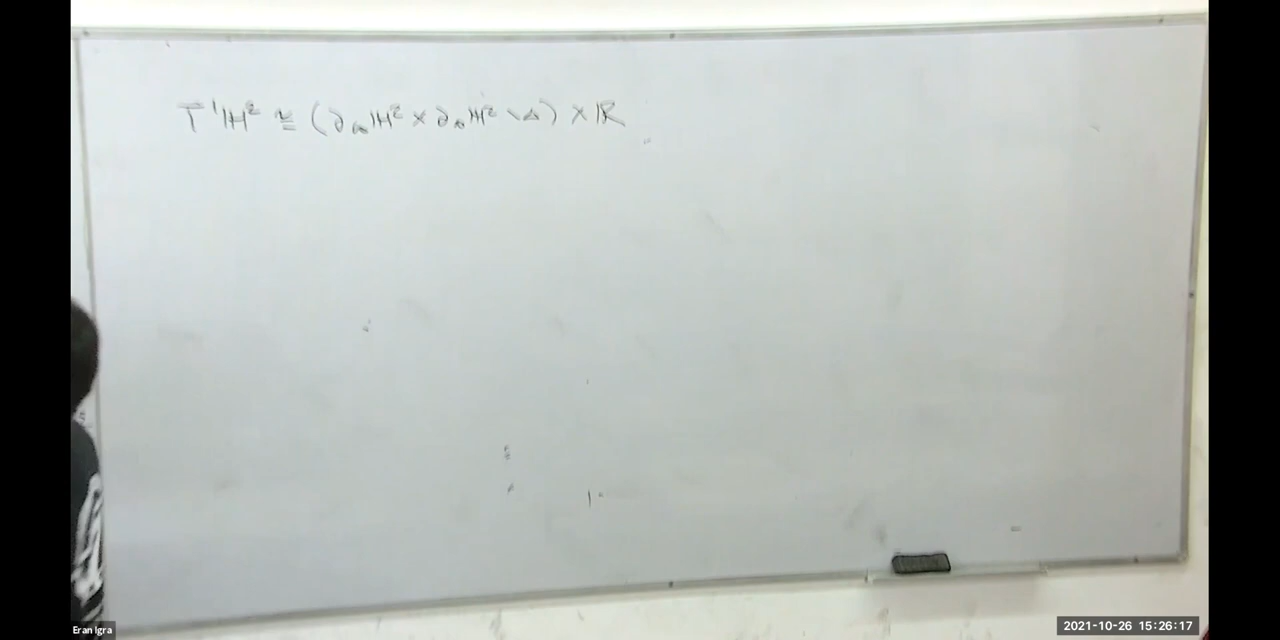 T¹ℍ² ≅ (∂∞ℍ² × ∂∞ℍ² \ Δ) × ℝ
Eran Igra
2021-10-26 15:26:17